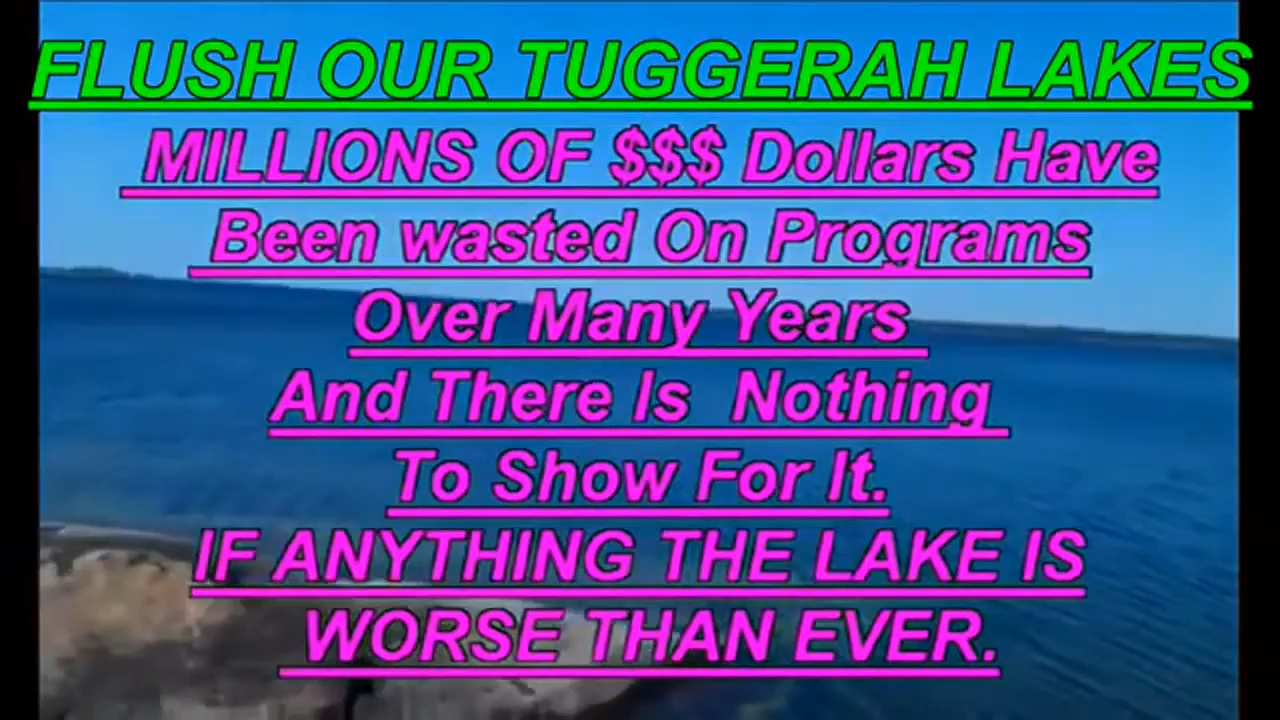 FLUSH OUR TUGGERAH LAKES
MILLIONS OF $$$ Dollars Have
Been wasted On Programs
Over Many Years
And There Is Nothing
To Show For It.
IF ANYTHING THE LAKE IS
WORSE THAN EVER.